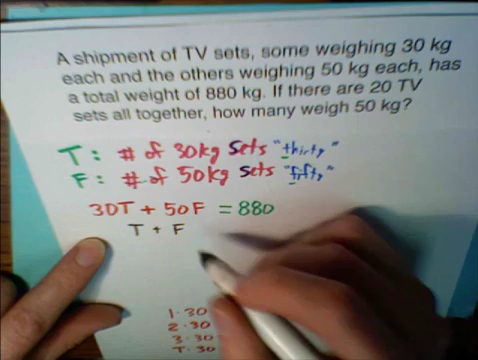 A shipment of TV sets, some weighing 30 kg
each and the others weighing 50 kg each, has
a total weight of 880 kg. If there are 20 TV
sets all together, how many weigh 50 kg?
T: # of 30kg sets "thirty"
F: # of 50kg sets "fifty"
30T + 50F = 880
T + F
1·30
2·30
3·30
T·30